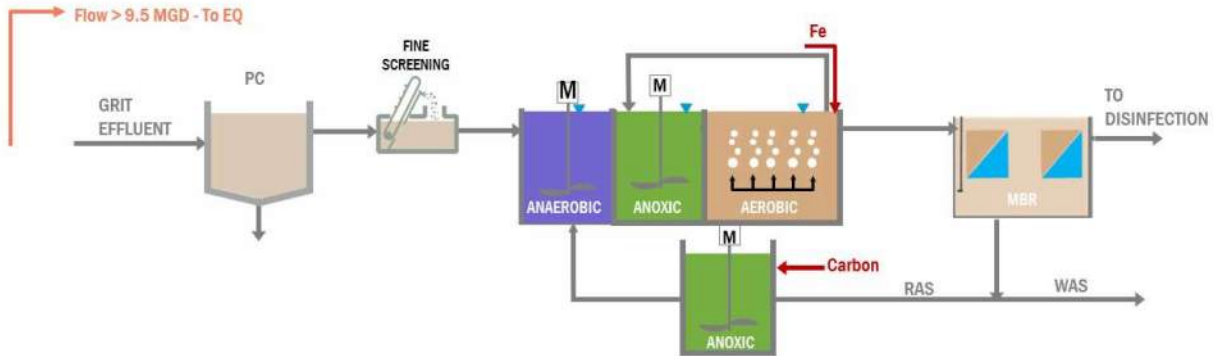 Flow > 9.5 MGD - To EQ
PC
GRIT
EFFLUENT
FINE
SCREENING
M
M
Fe
ANAEROBIC
ANOXIC
AEROBIC
MBR
TO
DISINFECTION
M
Carbon
ANOXIC
RAS
WAS